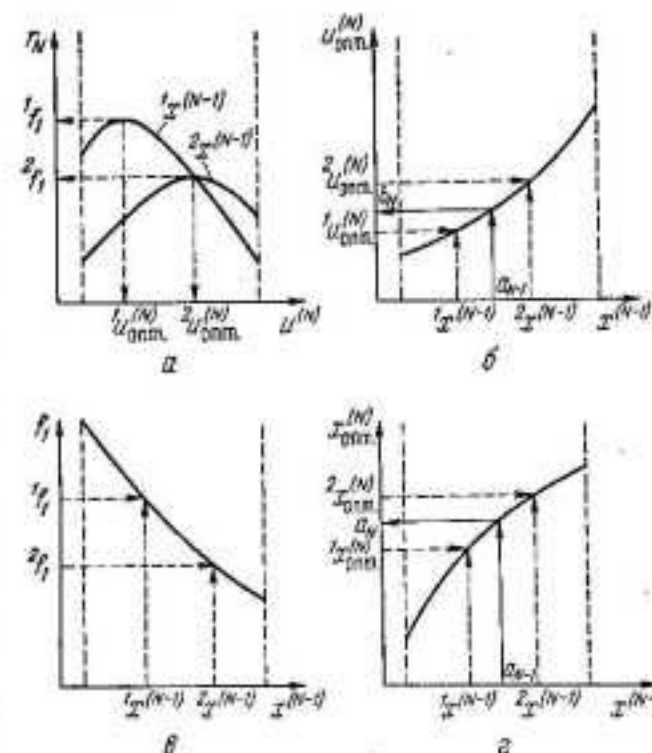 r_N
¹f₁
²f₁
¹x^(N-1)
²x^(N-1)
¹u_опт.^(N)
²u_опт.^(N)
u^(N)
а
u_опт.^(N)
²u_опт.^(N)
¹u_опт.^(N)
a_N-1
¹x^(N-1)
²x^(N-1)
x^(N-1)
б
f₁
¹f₁
²f₁
¹x^(N-1)
²x^(N-1)
x^(N-1)
в
x_опт.^(N)
²x_опт.^(N)
a_N
¹x_опт^(N)
a_N-1
¹x^(N-1)
²x^(N-1)
г